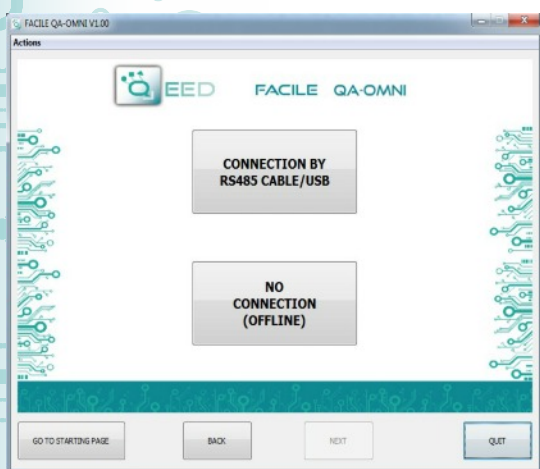 FACILE QA-OMNI V1.00
Actions
QEED FACILE QA-OMNI
CONNECTION BY
RS485 CABLE/USB
NO
CONNECTION
(OFFLINE)
GO TO STARTING PAGE BACK NEXT QUIT